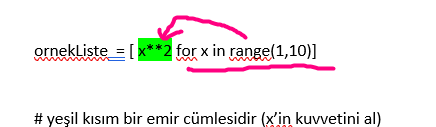 ornekListe = [ x**2 for x in range(1,10)]
# yeşil kısım bir emir cümlesidir (x’in kuvvetini al)